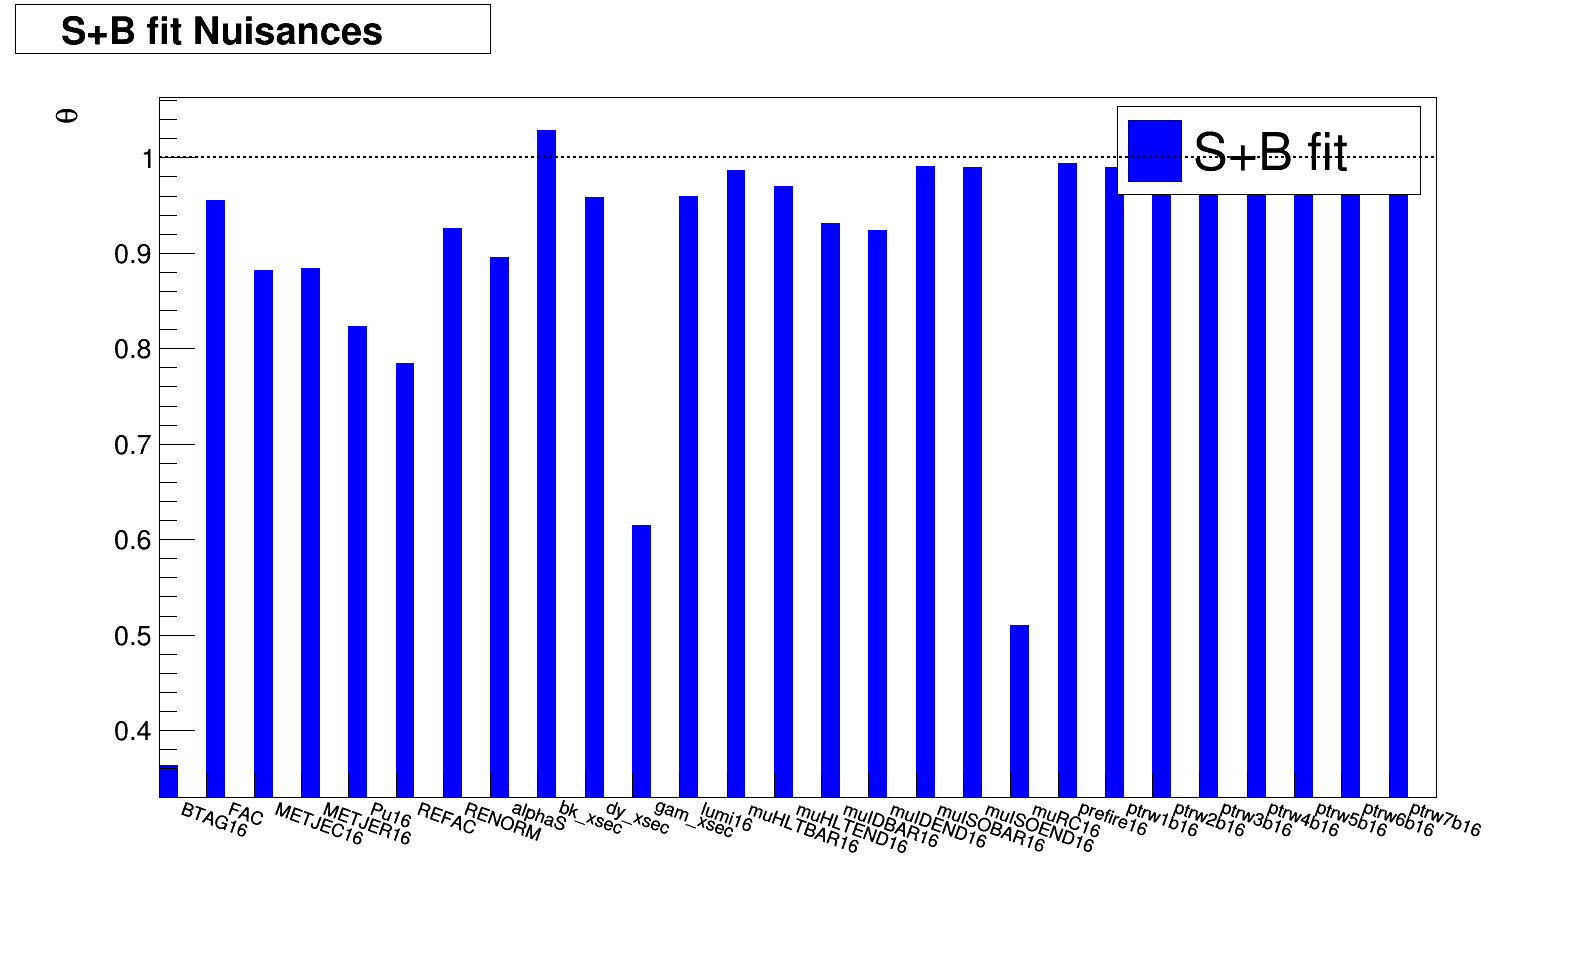 S+B fit Nuisances
θ
S+B fit
1
0.9
0.8
0.7
0.6
0.5
0.4
BTAG16
FAC
METJEC16
METJER16
Pu16
REFAC
RENORM
alphaS
bk_xsec
dy_xsec
gam_xsec
lumi16
muHLTBAR16
muHLTEND16
muIDBAR16
muIDEND16
muISOBAR16
muISOEND16
muRC16
prefire16
ptrw1b16
ptrw2b16
ptrw3b16
ptrw4b16
ptrw5b16
ptrw6b16
ptrw7b16